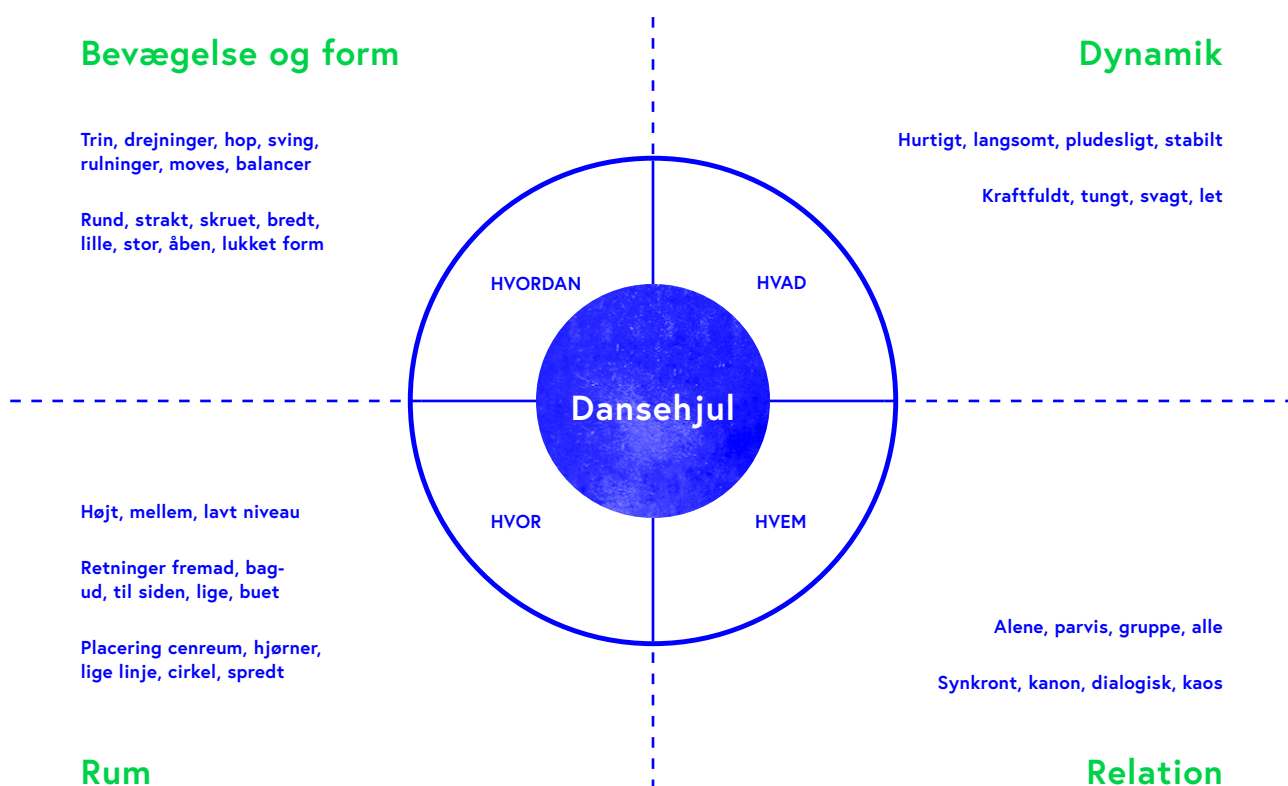 Bevægelse og form
Trin, drejninger, hop, sving,
rulninger, moves, balancer
Rund, strakt, skruet, bredt,
lille, stor, åben, lukket form
Dynamik
Hurtigt, langsomt, pludesligt, stabilt
Kraftfuldt, tungt, svagt, let
HVORDAN
HVAD
Dansehjul
HVOR
HVEM
Højt, mellem, lavt niveau
Retninger fremad, bag-
ud, til siden, lige, buet
Placering cenreum, hjørner,
lige linje, cirkel, spredt
Rum
Alene, parvis, gruppe, alle
Synkront, kanon, dialogisk, kaos
Relation